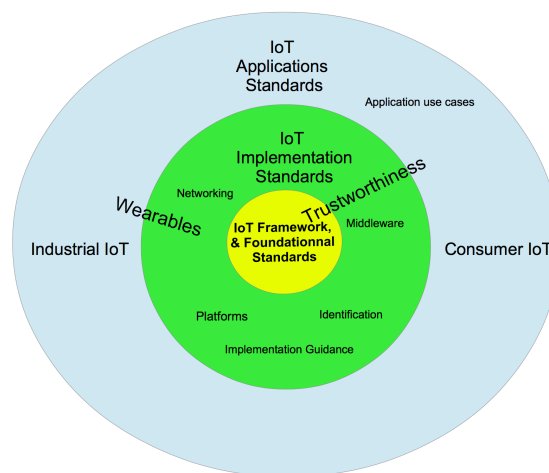 IoT
Applications
Standards
Application use cases
IoT
Implementation
Standards
Networking
Wearables
Trustworthiness
Middleware
IoT Framework,
& Foundationnal
Standards
Industrial IoT
Consumer IoT
Platforms
Identification
Implementation Guidance